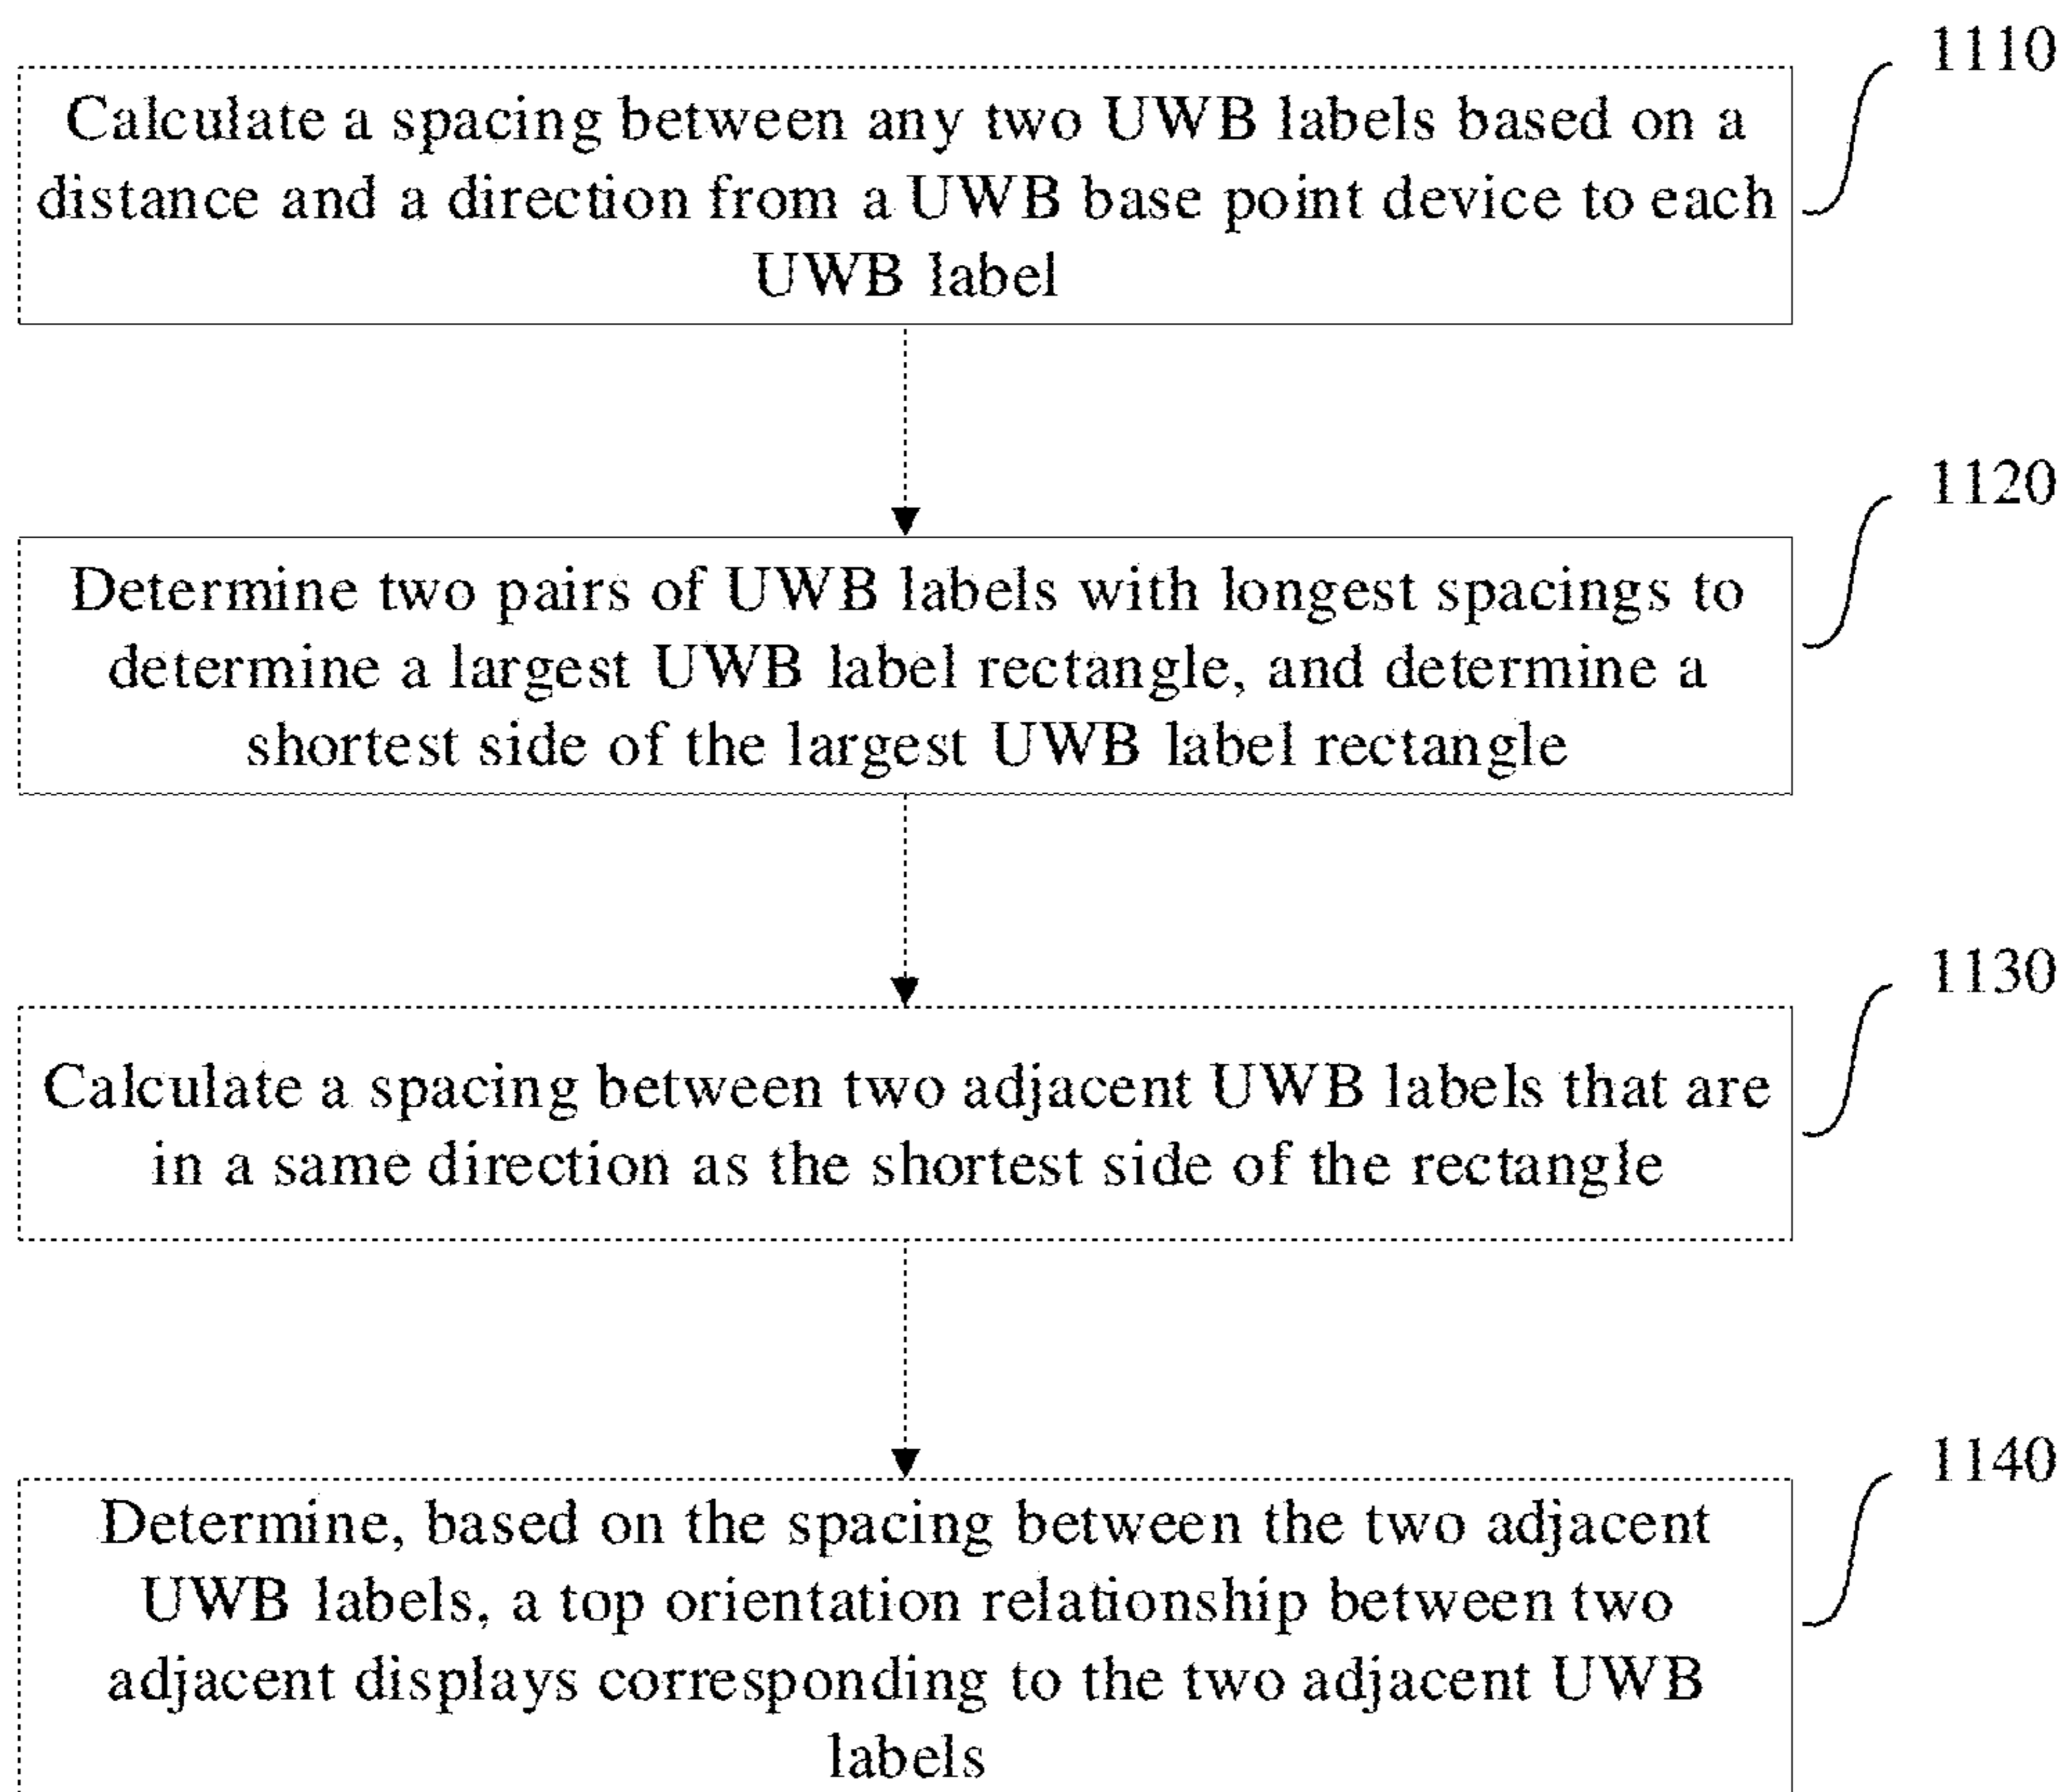 1110
Calculate a spacing between any two UWB labels based on a
distance and a direction from a UWB base point device to each
UWB label
1120
Determine two pairs of UWB labels with longest spacings to
determine a largest UWB label rectangle, and determine a
shortest side of the largest UWB label rectangle
1130
Calculate a spacing between two adjacent UWB labels that are
in a same direction as the shortest side of the rectangle
1140
Determine, based on the spacing between the two adjacent
UWB labels, a top orientation relationship between two
adjacent displays corresponding to the two adjacent UWB
labels